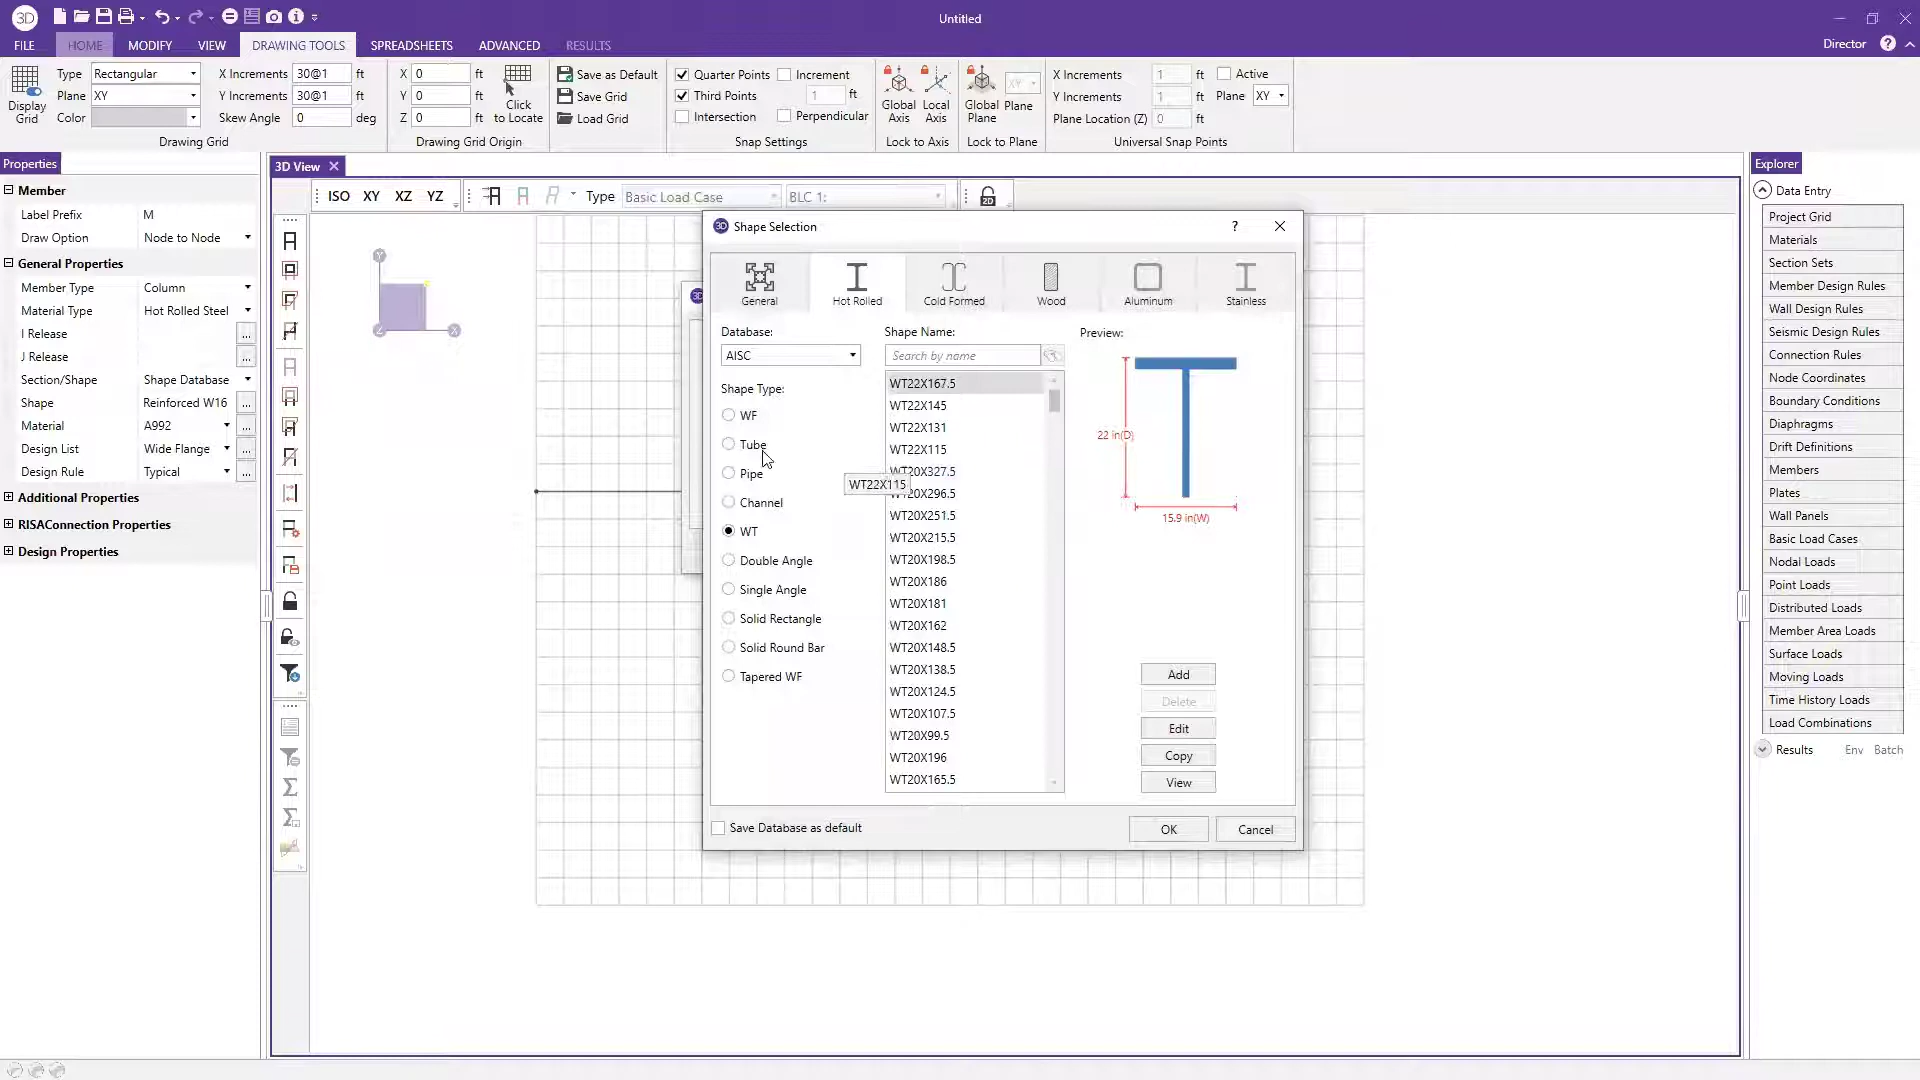 3D
Untitled
FILE HOME MODIFY VIEW DRAWING TOOLS SPREADSHEETS ADVANCED RESULTS
Director
Display Grid
Type Rectangular
Plane XY
Color
X Increments 30@1 ft
Y Increments 30@1 ft
Skew Angle 0 deg
Drawing Grid
X 0 ft
Y 0 ft
Z 0 ft
Click to Locate
Drawing Grid Origin
Save as Default
Save Grid
Load Grid
Quarter Points
Third Points
Intersection
Increment
1 ft
Perpendicular
Snap Settings
Global Axis
Local Axis
Lock to Axis
Global Plane
XY
Plane
Lock to Plane
X Increments 1 ft
Y Increments 1 ft
Plane Location (Z) 0 ft
Active
Plane XY
Universal Snap Points
Properties
Member
Label Prefix M
Draw Option Node to Node
General Properties
Member Type Column
Material Type Hot Rolled Steel
I Release ...
J Release ...
Section/Shape Shape Database
Shape Reinforced W16 ...
Material A992 ...
Design List Wide Flange ...
Design Rule Typical ...
Additional Properties
RISAConnection Properties
Design Properties
3D View
ISO XY XZ YZ
Type Basic Load Case BLC 1:
2D
Y
Z
X
3D
3D Shape Selection
?
General
Hot Rolled
Cold Formed
Wood
Aluminum
Stainless
Database:
AISC
Shape Type:
WF
Tube
Pipe
Channel
WT
Double Angle
Single Angle
Solid Rectangle
Solid Round Bar
Tapered WF
Shape Name:
Search by name
WT22X167.5
WT22X145
WT22X131
WT22X115
WT20X327.5
WT20X296.5
WT20X251.5
WT20X215.5
WT20X198.5
WT20X186
WT20X181
WT20X162
WT20X148.5
WT20X138.5
WT20X124.5
WT20X107.5
WT20X99.5
WT20X196
WT20X165.5
WT22X115
Preview:
22 in(D)
15.9 in(W)
Add
Delete
Edit
Copy
View
Save Database as default
OK
Cancel
Explorer
Data Entry
Project Grid
Materials
Section Sets
Member Design Rules
Wall Design Rules
Seismic Design Rules
Connection Rules
Node Coordinates
Boundary Conditions
Diaphragms
Drift Definitions
Members
Plates
Wall Panels
Basic Load Cases
Nodal Loads
Point Loads
Distributed Loads
Member Area Loads
Surface Loads
Moving Loads
Time History Loads
Load Combinations
Results Env Batch